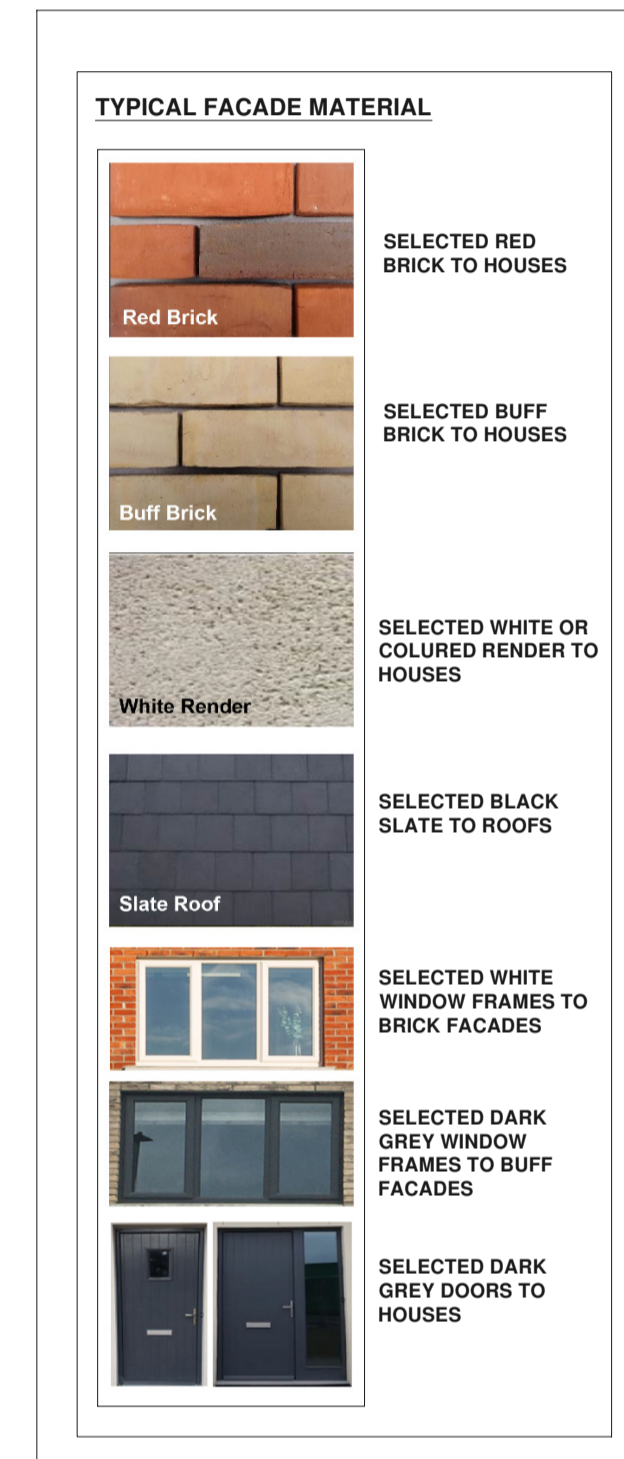 TYPICAL FACADE MATERIAL
Red Brick
SELECTED RED
BRICK TO HOUSES
Buff Brick
SELECTED BUFF
BRICK TO HOUSES
White Render
SELECTED WHITE OR
COLURED RENDER TO
HOUSES
Slate Roof
SELECTED BLACK
SLATE TO ROOFS
SELECTED WHITE
WINDOW FRAMES TO
BRICK FACADES
SELECTED DARK
GREY WINDOW
FRAMES TO BUFF
FACADES
SELECTED DARK
GREY DOORS TO
HOUSES